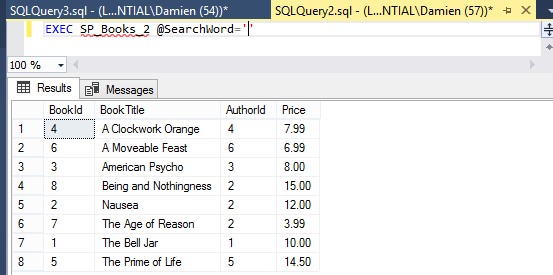 SQLQuery3.sql - (L...NTIAL\Damien (54))* SQLQuery2.sql - (L...NTIAL\Damien (57))*
EXEC SP_Books_2 @SearchWord=''
100 %
Results Messages
BookId BookTitle AuthorId Price
1 4 A Clockwork Orange 4 7.99
2 6 A Moveable Feast 6 6.99
3 3 American Psycho 3 8.00
4 8 Being and Nothingness 2 15.00
5 2 Nausea 2 12.00
6 7 The Age of Reason 2 3.99
7 1 The Bell Jar 1 10.00
8 5 The Prime of Life 5 14.50